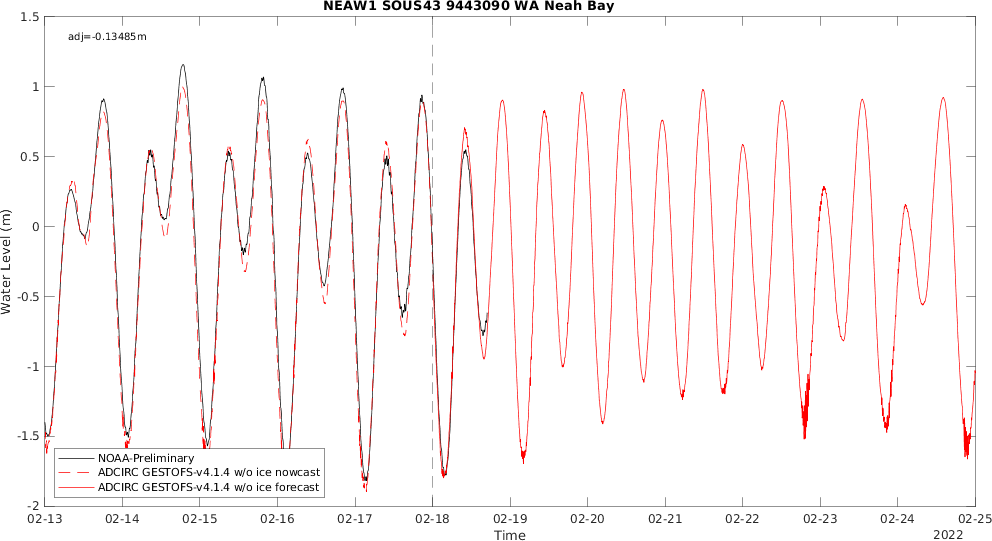 NEAW1 SOUS43 9443090 WA Neah Bay
adj=-0.13485m
1.5
1
0.5
0
-0.5
-1
-1.5
-2
Water Level (m)
NOAA-Preliminary
ADCIRC GESTOFS-v4.1.4 w/o ice nowcast
ADCIRC GESTOFS-v4.1.4 w/o ice forecast
02-13 02-14 02-15 02-16 02-17 02-18 02-19 02-20 02-21 02-22 02-23 02-24 02-25
Time
2022